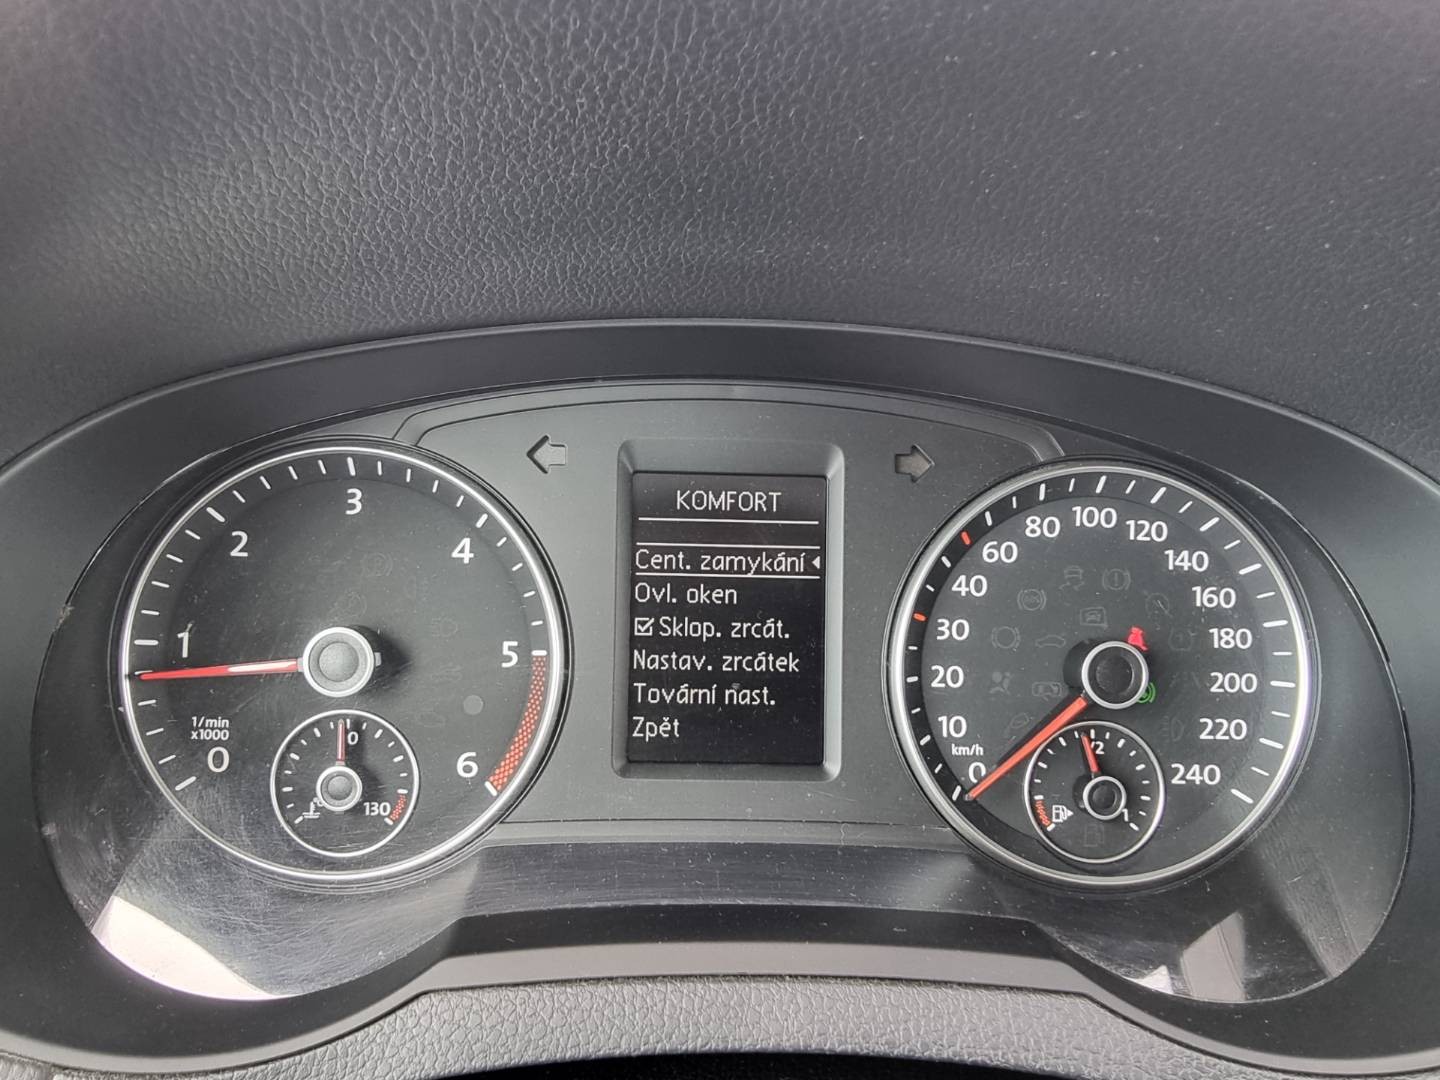 KOMFORT
Cent. zamykání
Ovl. oken
Sklop. zrcát.
Nastav. zrcátek
Tovární nast.
Zpět
0
1
2
3
4
5
6
1/min
x1000
130
0
10
20
30
40
60
80
100
120
140
160
180
200
220
240
km/h
1